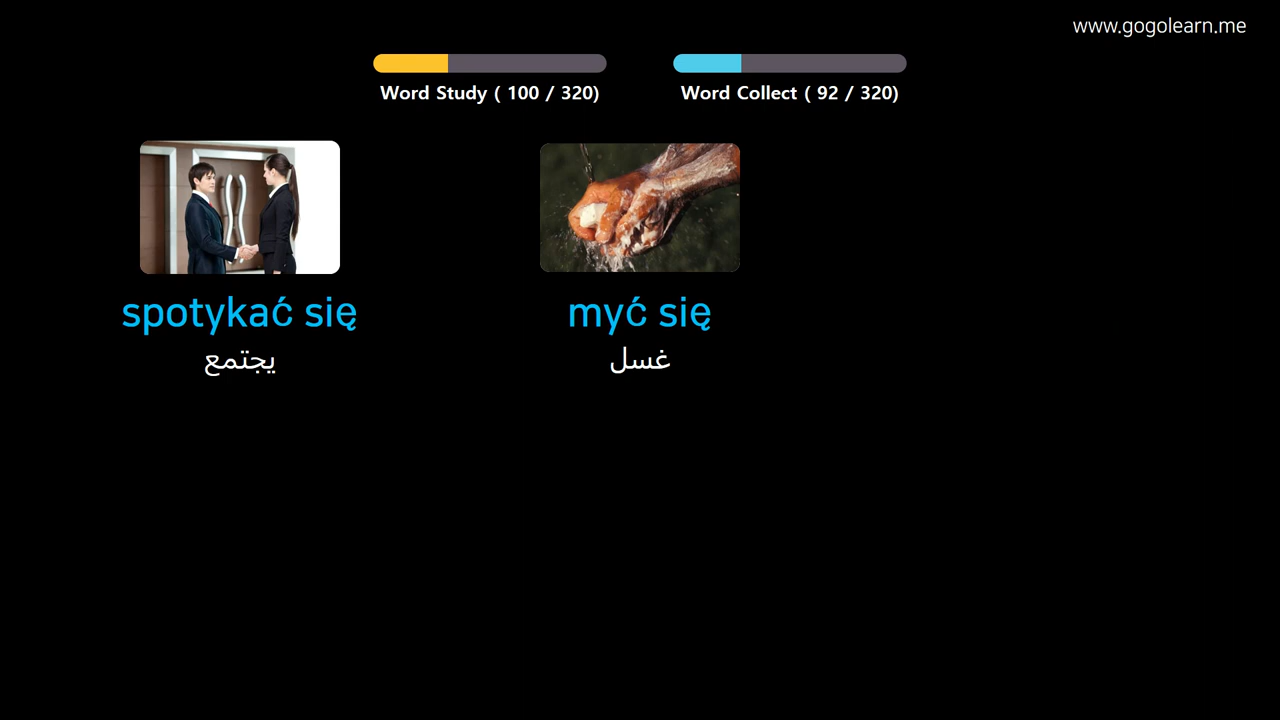 www.gogolearn.me
Word Study ( 100 / 320)
Word Collect ( 92 / 320)
spotykać się
يجتمع
myć się
غسل